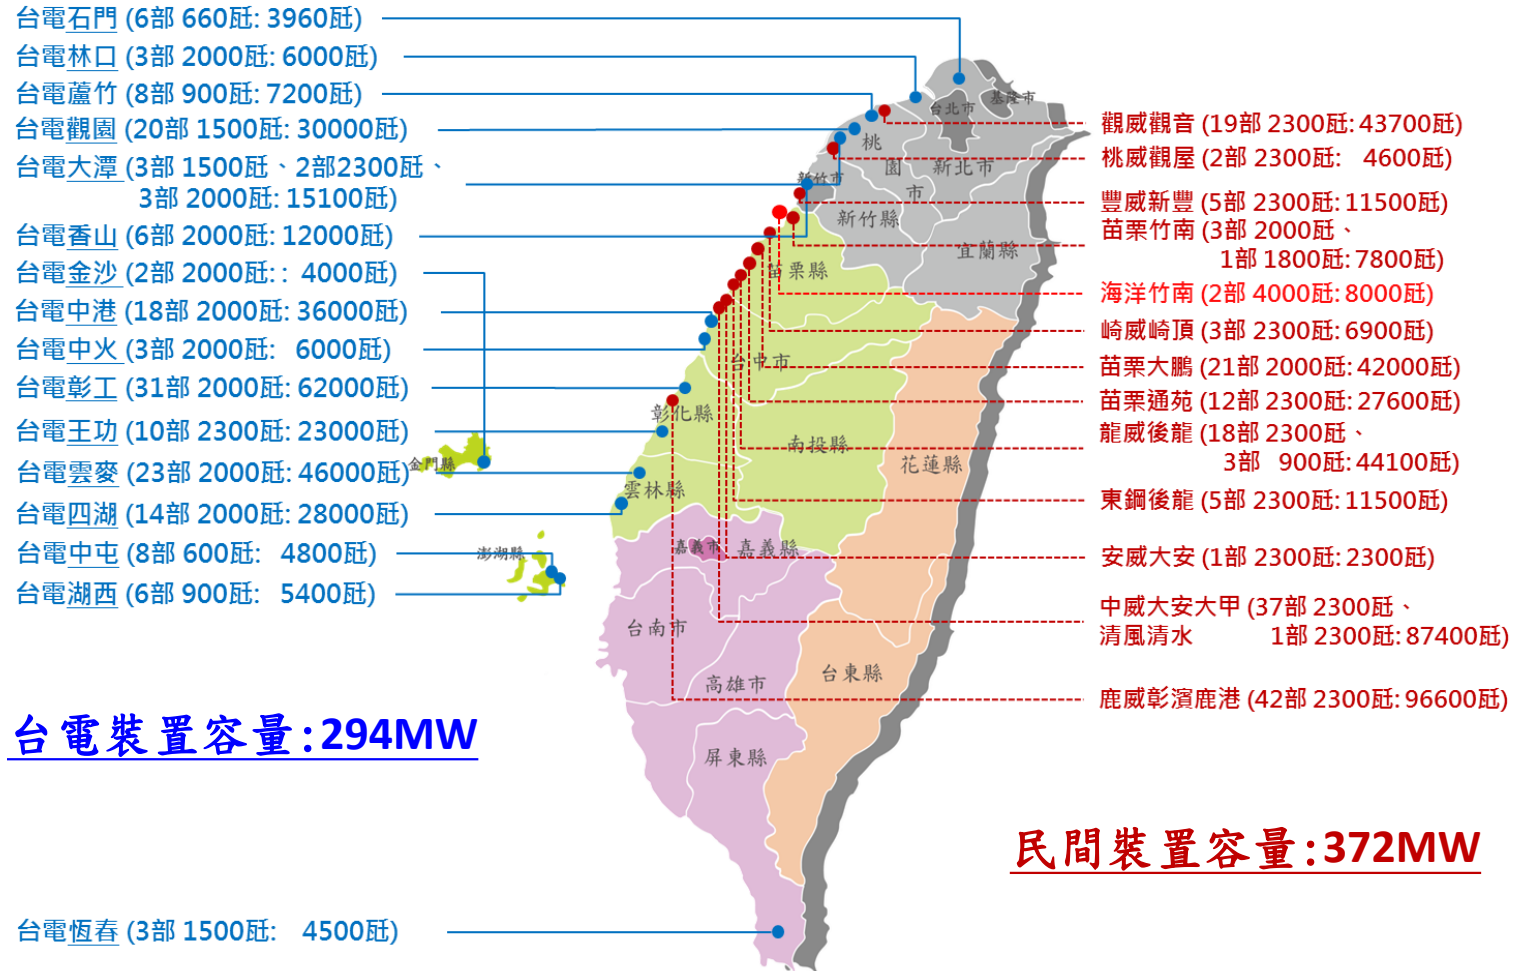 台電石門 (6部 660瓩: 3960瓩)
台電林口 (3部 2000瓩: 6000瓩)
台電蘆竹 (8部 900瓩: 7200瓩)
台電觀園 (20部 1500瓩: 30000瓩)
台電大潭 (3部 1500瓩、2部2300瓩、
3部 2000瓩: 15100瓩)
台電香山 (6部 2000瓩: 12000瓩)
台電金沙 (2部 2000瓩: : 4000瓩)
台電中港 (18部 2000瓩: 36000瓩)
台電中火 (3部 2000瓩: 6000瓩)
台電彰工 (31部 2000瓩: 62000瓩)
台電王功 (10部 2300瓩: 23000瓩)
台電雲麥 (23部 2000瓩: 46000瓩)
台電四湖 (14部 2000瓩: 28000瓩)
台電中屯 (8部 600瓩: 4800瓩)
台電湖西 (6部 900瓩: 5400瓩)
台電裝置容量:294MW
台電恆春 (3部 1500瓩: 4500瓩)
基隆市
台北市
桃園市
新北市
新竹市
新竹縣
宜蘭縣
苗栗縣
台中市
彰化縣
南投縣
花蓮縣
金門縣
雲林縣
澎湖縣
嘉義市
嘉義縣
台南市
高雄市
台東縣
屏東縣
觀威觀音 (19部 2300瓩: 43700瓩)
桃威觀屋 (2部 2300瓩: 4600瓩)
豐威新豐 (5部 2300瓩: 11500瓩)
苗栗竹南 (3部 2000瓩、
1部 1800瓩: 7800瓩)
海洋竹南 (2部 4000瓩: 8000瓩)
崎威崎頂 (3部 2300瓩: 6900瓩)
苗栗大鵬 (21部 2000瓩: 42000瓩)
苗栗通苑 (12部 2300瓩: 27600瓩)
龍威後龍 (18部 2300瓩、
3部 900瓩: 44100瓩)
東鋼後龍 (5部 2300瓩: 11500瓩)
安威大安 (1部 2300瓩: 2300瓩)
中威大安大甲 (37部 2300瓩、
清風清水 1部 2300瓩: 87400瓩)
鹿威彰濱鹿港 (42部 2300瓩: 96600瓩)
民間裝置容量:372MW